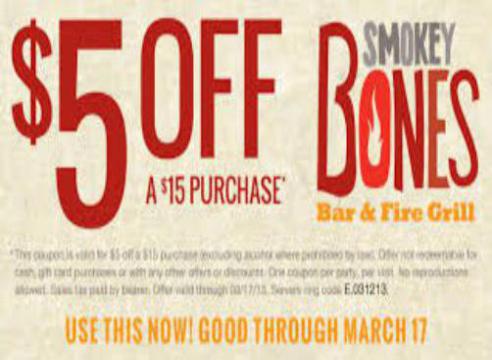 $5 OFF
A $15 PURCHASE*
SMOKEY
BONES
Bar & Fire Grill
*This coupon is valid for $5 off a $15 purchase (excluding alcohol where prohibited by law). Offer not redeemable for
cash, gift card purchases or with any other offers or discounts. One coupon per party, per visit. No reproductions
allowed. Sales tax paid by bearer. Offer valid through 03/17/13. Servers ring code E.031213.
USE THIS NOW! GOOD THROUGH MARCH 17